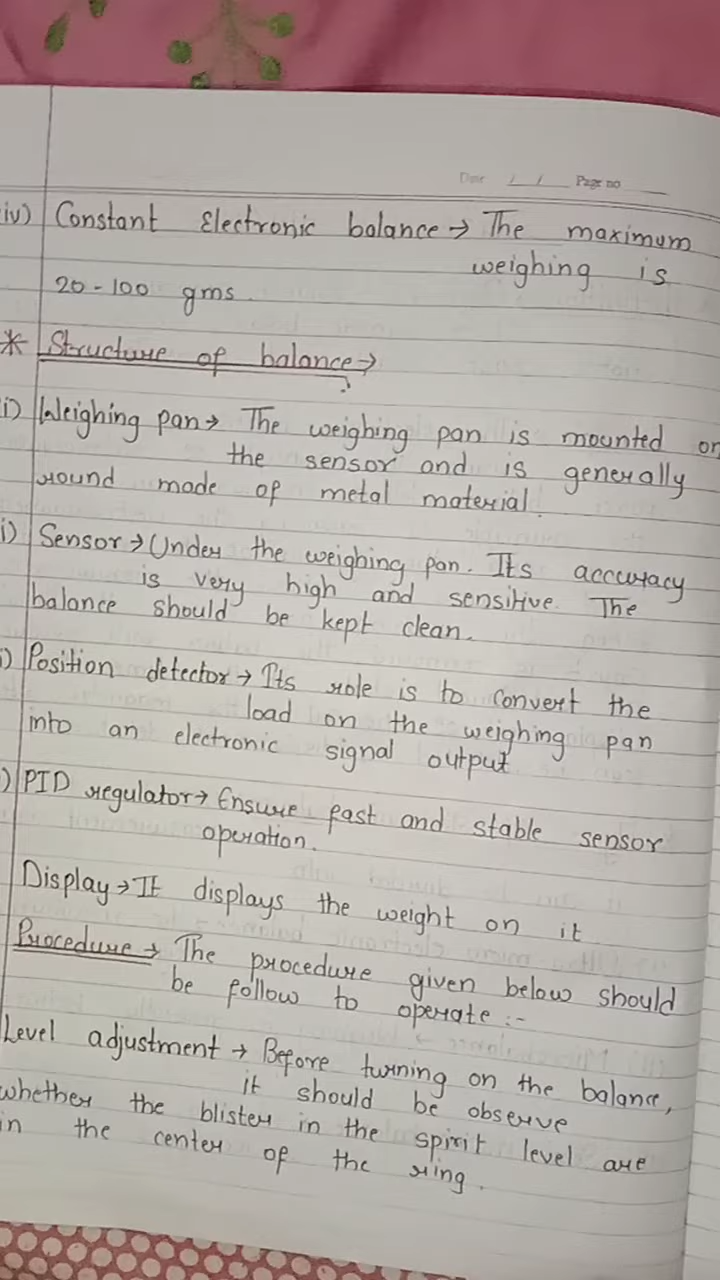 Date / / Page no
iv) Constant Electronic balance → The maximum
weighing is
20-100 gms.
* Structure of balance →
i) Weighing pan → The weighing pan is mounted on
the sensor and is generally
round made of metal material.
i) Sensor → Under the weighing pan. Its accuracy
is very high and sensitive. The
balance should be kept clean.
i) Position detector → Its role is to convert the
load on the weighing pan
into an electronic signal output
) PID regulator → Ensure fast and stable sensor
operation.
Display → It displays the weight on it
Procedure → The procedure given below should
be follow to operate :-
Level adjustment → Before turning on the balance,
it should be observe
whether the blister in the spirit level are
in the center of the ring.